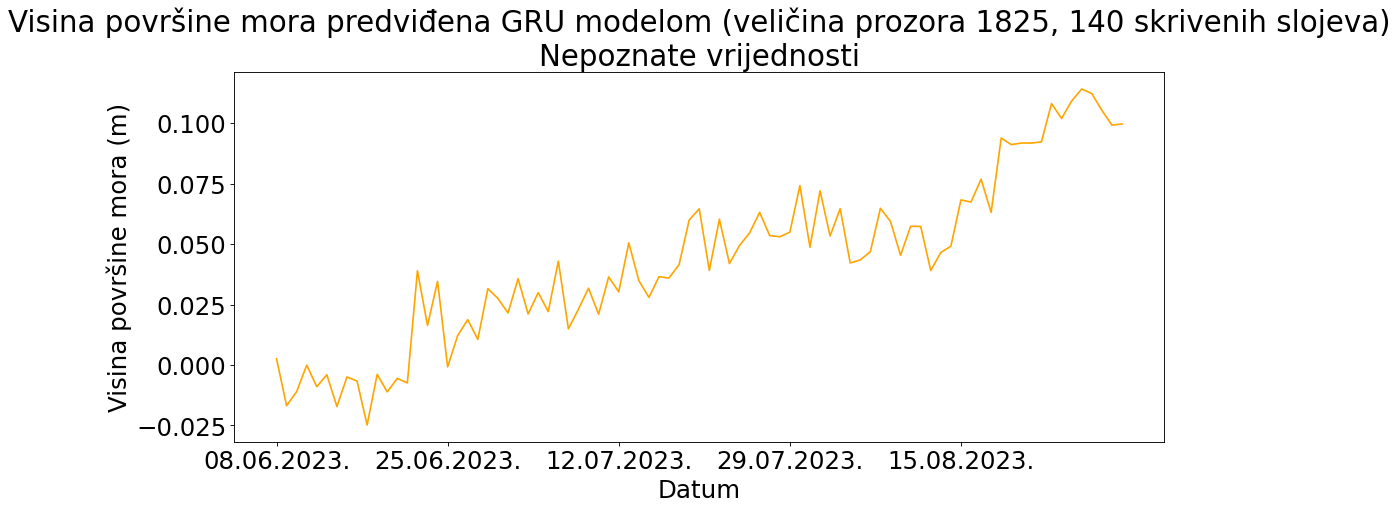 Visina površine mora predviđena GRU modelom (veličina prozora 1825, 140 skrivenih slojeva)
Nepoznate vrijednosti
Visina površine mora (m)
0.100
0.075
0.050
0.025
0.000
−0.025
08.06.2023. 25.06.2023. 12.07.2023. 29.07.2023. 15.08.2023.
Datum